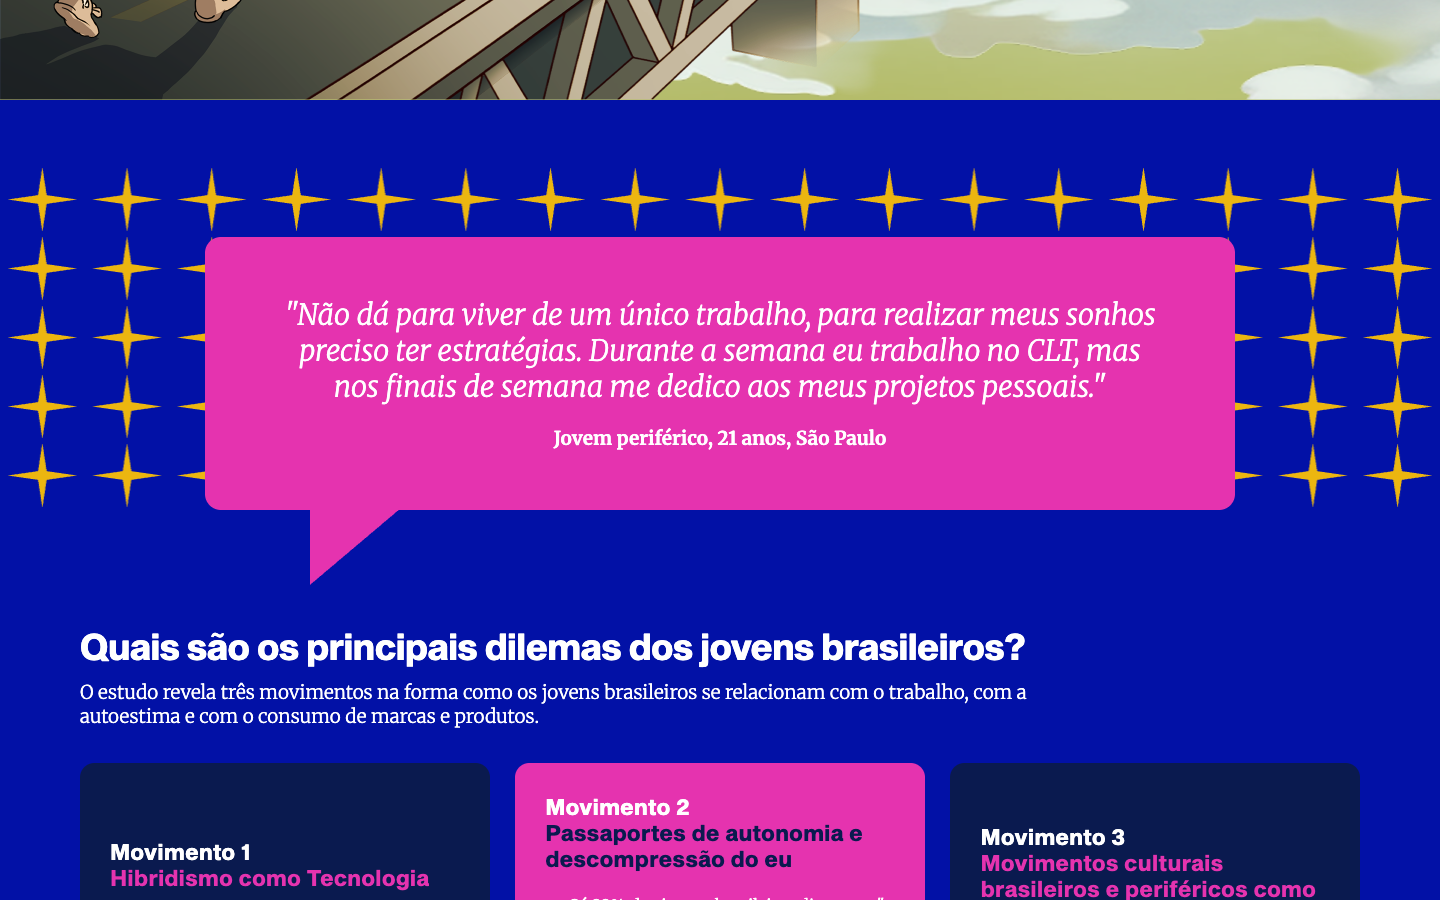 "Não dá para viver de um único trabalho, para realizar meus sonhos
preciso ter estratégias. Durante a semana eu trabalho no CLT, mas
nos finais de semana me dedico aos meus projetos pessoais."
Jovem periférico, 21 anos, São Paulo
Quais são os principais dilemas dos jovens brasileiros?
O estudo revela três movimentos na forma como os jovens brasileiros se relacionam com o trabalho, com a
autoestima e com o consumo de marcas e produtos.
Movimento 1
Hibridismo como Tecnologia
Movimento 2
Passaportes de autonomia e
descompressão do eu
Movimento 3
Movimentos culturais
brasileiros e periféricos como